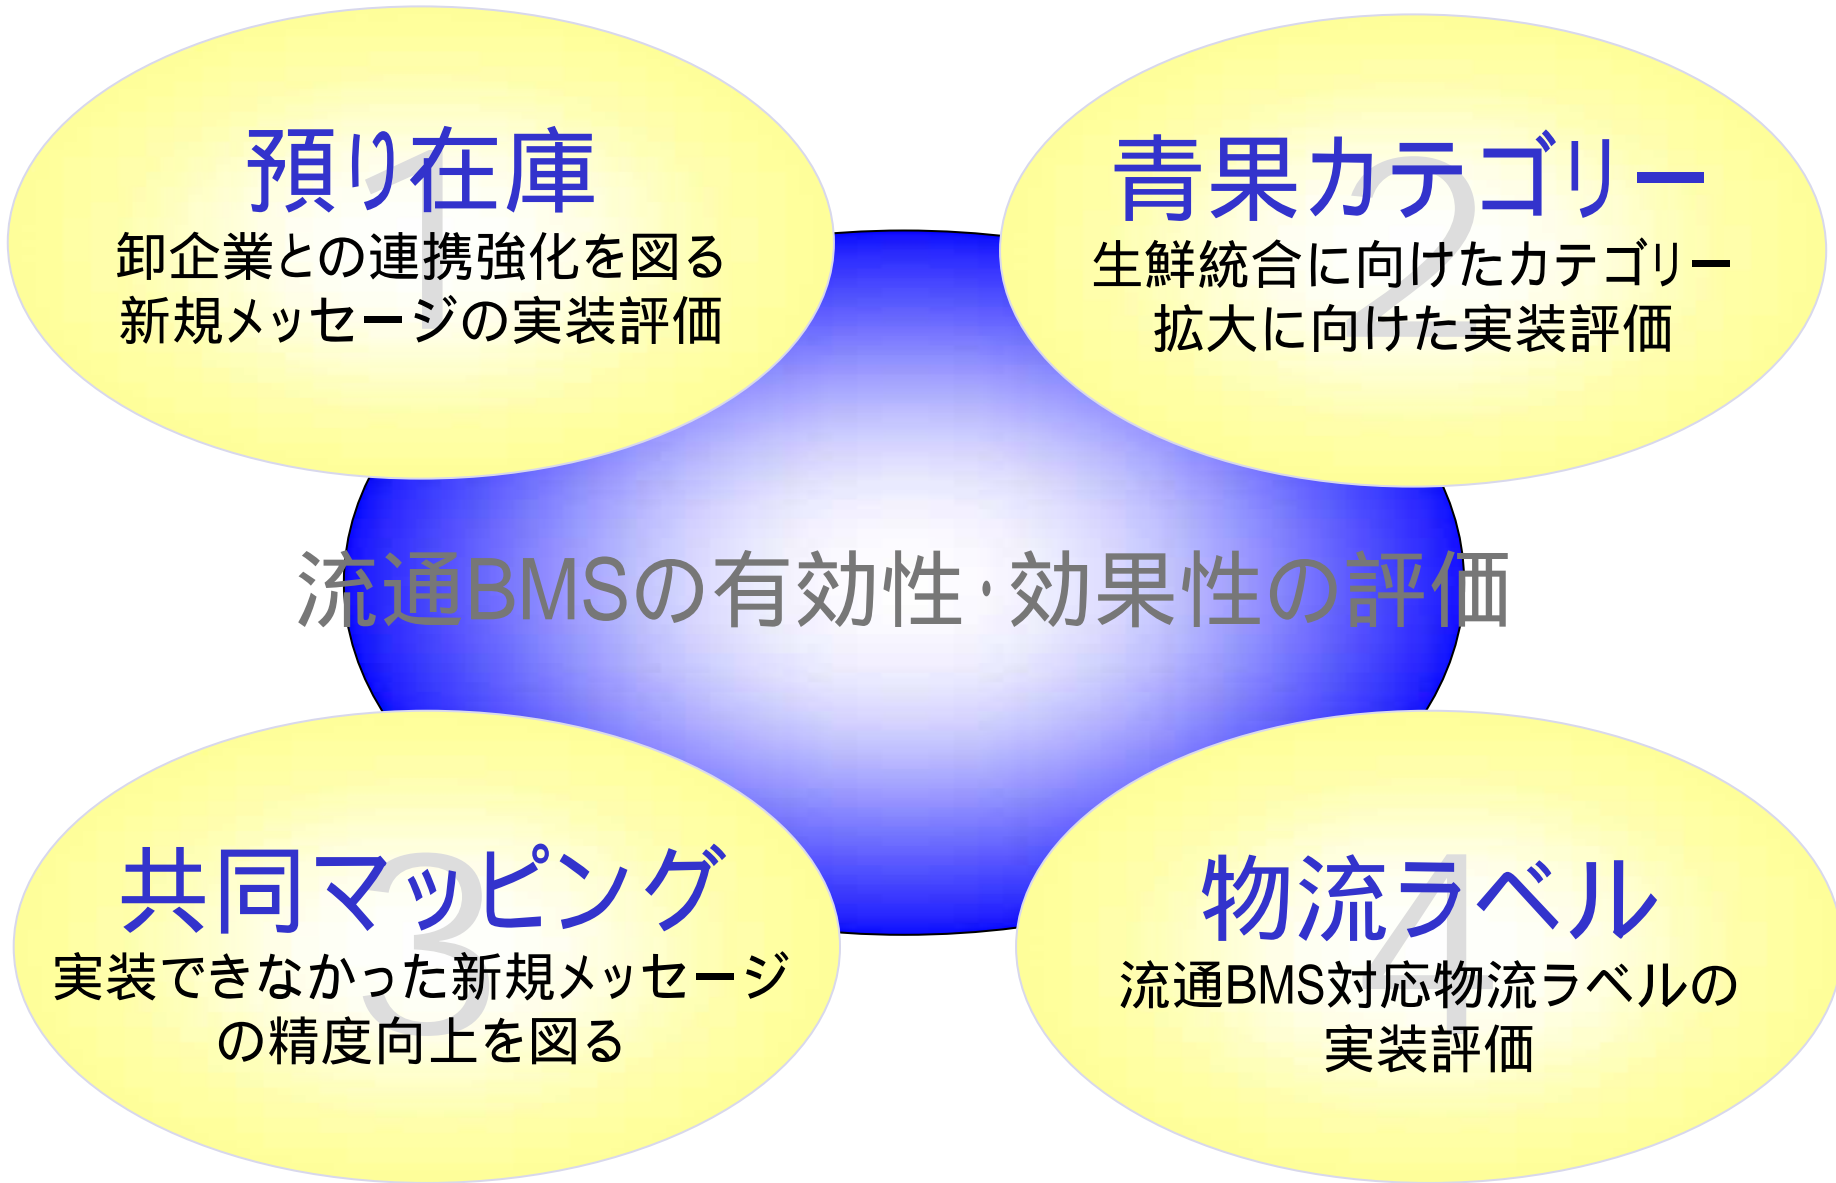 1
預り在庫
卸企業との連携強化を図る
新規メッセージの実装評価
2
青果カテゴリー
生鮮統合に向けたカテゴリー
拡大に向けた実装評価
流通BMSの有効性・効果性の評価
3
共同マッピング
実装できなかった新規メッセージ
の精度向上を図る
4
物流ラベル
流通BMS対応物流ラベルの
実装評価